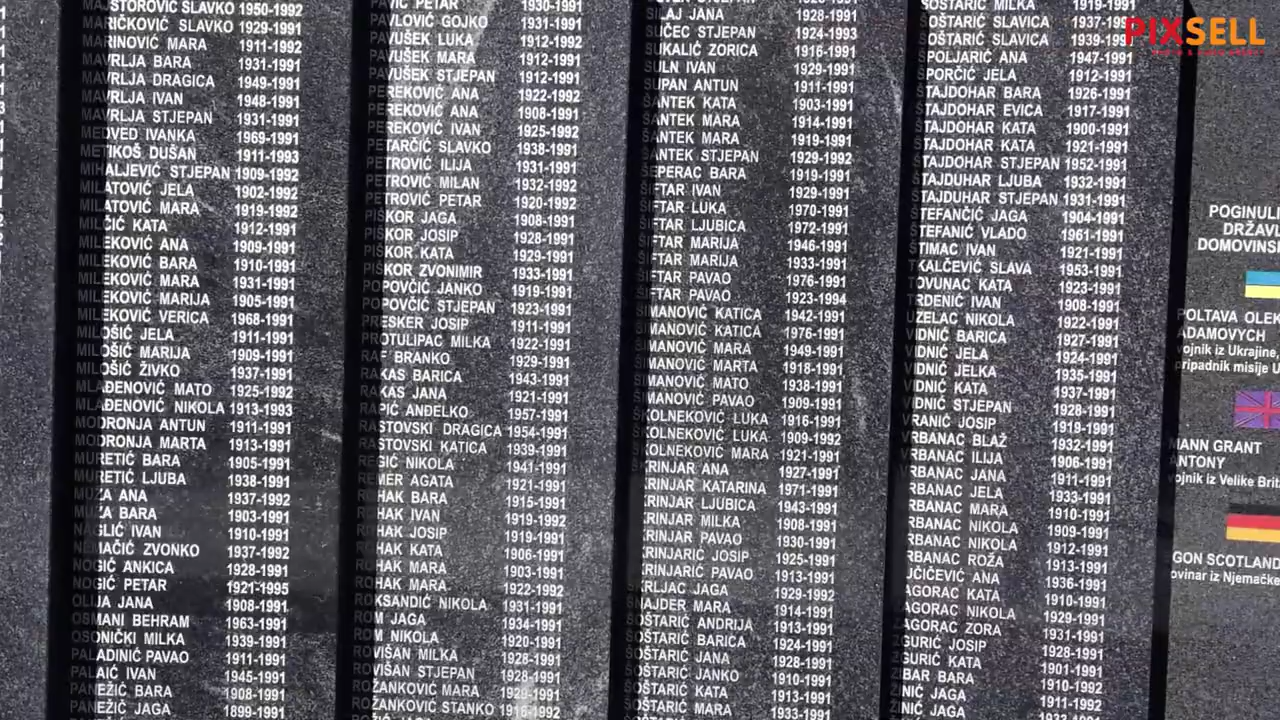 MAJSTOROVIĆ SLAVKO 1950-1992
MARIČKOVIĆ SLAVKO 1929-1991
MARINOVIĆ MARA 1911-1992
MAVRLJA BARA 1931-1991
MAVRLJA DRAGICA 1949-1991
MAVRLJA IVAN 1948-1991
MAVRLJA STJEPAN 1931-1991
MEDVED IVANKA 1969-1991
METIKOŠ DUŠAN 1911-1993
MIHALJEVIĆ STJEPAN 1909-1992
MILATOVIĆ JELA 1902-1992
MILATOVIĆ MARA 1919-1992
MILČIĆ KATA 1912-1991
MILEKOVIĆ ANA 1909-1991
MILEKOVIĆ BARA 1910-1991
MILEKOVIĆ MARA 1931-1991
MILEKOVIĆ MARIJA 1905-1991
MILEKOVIĆ VERICA 1968-1991
MILOŠIĆ JELA 1911-1991
MILOŠIĆ MARIJA 1909-1991
MILOŠIĆ ŽIVKO 1937-1991
MLAĐENOVIĆ MATO 1925-1992
MLAĐENOVIĆ NIKOLA 1913-1993
MODRONJA ANTUN 1911-1991
MODRONJA MARTA 1913-1991
MURETIĆ BARA 1905-1991
MURETIĆ LJUBA 1938-1991
MUZA ANA 1937-1992
MUZA BARA 1903-1991
NAGLIĆ IVAN 1910-1991
NEMAČIĆ ZVONKO 1937-1992
NOGIĆ ANKICA 1928-1991
NOGIĆ PETAR 1921-1995
OLIJA JANA 1908-1991
OSMANI BEHRAM 1963-1991
OSONIČKI MILKA 1939-1991
PALADINIĆ PAVAO 1911-1991
PALAIĆ IVAN 1945-1991
PANEŽIĆ BARA 1908-1991
PANEŽIĆ JAGA 1899-1991
PAVIĆ PETAR 1930-1991
PAVLOVIĆ GOJKO 1931-1991
PAVUŠEK LUKA 1912-1992
PAVUŠEK MARA 1912-1991
PAVUŠEK STJEPAN 1912-1991
PEREKOVIĆ ANA 1922-1992
PEREKOVIĆ ANA 1908-1991
PEREKOVIĆ IVAN 1925-1992
PETARČIĆ SLAVKO 1938-1991
PETROVIĆ ILIJA 1931-1991
PETROVIĆ MILAN 1932-1992
PETROVIĆ PETAR 1920-1992
PIŠKOR JAGA 1908-1991
PIŠKOR JOSIP 1928-1991
PIŠKOR KATA 1929-1991
PIŠKOR ZVONIMIR 1933-1991
POPOVČIĆ JANKO 1919-1991
POPOVČIĆ STJEPAN 1923-1991
PRESKER JOSIP 1911-1991
PROTULIPAC MILKA 1922-1991
RAF BRANKO 1929-1991
RAKAS BARICA 1943-1991
RAKAS JANA 1921-1991
RAPIĆ ANĐELKO 1957-1991
RASTOVSKI DRAGICA 1954-1991
RASTOVSKI KATICA 1939-1991
REGIĆ NIKOLA 1941-1991
REMER AGATA 1921-1991
ROHAK BARA 1915-1991
ROHAK IVAN 1919-1992
ROHAK JOSIP 1919-1991
ROHAK KATA 1906-1991
ROHAK MARA 1903-1991
ROHAK MARA 1922-1992
ROKSANDIĆ NIKOLA 1931-1991
ROM JAGA 1934-1991
ROM NIKOLA 1920-1991
ROVIŠAN MILKA 1928-1991
ROVIŠAN STJEPAN 1928-1991
ROŽANKOVIĆ MARA 1929-1991
ROŽANKOVIĆ STANKO 1916-1992
SILAJ JANA 1928-1991
SUČEC STJEPAN 1924-1993
SUKALIĆ ZORICA 1916-1991
SULN IVAN 1929-1991
SUPAN ANTUN 1911-1991
ŠANTEK KATA 1903-1991
ŠANTEK MARA 1914-1991
ŠANTEK MARA 1919-1991
ŠANTEK STJEPAN 1929-1992
ŠEPERAC BARA 1919-1991
ŠIFTAR IVAN 1929-1991
ŠIFTAR LUKA 1970-1991
ŠIFTAR LJUBICA 1972-1991
ŠIFTAR MARIJA 1946-1991
ŠIFTAR MARIJA 1933-1991
ŠIFTAR PAVAO 1976-1991
ŠIFTAR PAVAO 1923-1994
ŠIMANOVIĆ KATICA 1942-1991
ŠIMANOVIĆ KATICA 1976-1991
ŠIMANOVIĆ MARA 1949-1991
ŠIMANOVIĆ MARTA 1918-1991
ŠIMANOVIĆ MATO 1938-1991
ŠIMANOVIĆ PAVAO 1909-1991
ŠKOLNEKOVIĆ LUKA 1916-1991
ŠKOLNEKOVIĆ LUKA 1909-1992
ŠKOLNEKOVIĆ MARA 1921-1991
ŠKRINJAR ANA 1927-1991
ŠKRINJAR KATARINA 1971-1991
ŠKRINJAR LJUBICA 1943-1991
ŠKRINJAR MILKA 1908-1991
ŠKRINJAR PAVAO 1930-1991
ŠKRINJARIĆ JOSIP 1925-1991
ŠKRINJARIĆ PAVAO 1913-1991
ŠKRLJAC JAGA 1929-1992
ŠNAJDER MARA 1914-1991
ŠOŠTARIĆ ANDRIJA 1913-1991
ŠOŠTARIĆ BARICA 1924-1991
ŠOŠTARIĆ JANA 1928-1991
ŠOŠTARIĆ JANKO 1910-1991
ŠOŠTARIĆ KATA 1913-1991
ŠOŠTARIĆ MARA 1933-1991
ŠOŠTARIĆ MILKA 1919-1991
ŠOŠTARIĆ SLAVICA 1937-1991
ŠOŠTARIĆ SLAVICA 1939-1991
ŠPOLJARIĆ ANA 1947-1991
ŠPORČIĆ JELA 1912-1991
ŠTAJDOHAR BARA 1926-1991
ŠTAJDOHAR EVICA 1917-1991
ŠTAJDOHAR KATA 1900-1991
ŠTAJDOHAR KATA 1921-1991
ŠTAJDOHAR STJEPAN 1952-1991
ŠTAJDUHAR LJUBA 1932-1991
ŠTAJDUHAR STJEPAN 1931-1991
ŠTEFANČIĆ JAGA 1904-1991
ŠTEFANIĆ VLADO 1961-1991
ŠTIMAC IVAN 1921-1991
TKALČEVIĆ SLAVA 1953-1991
TOVUNAC KATA 1923-1991
TRDENIĆ IVAN 1908-1991
UZELAC NIKOLA 1922-1991
VIDNIĆ BARICA 1927-1991
VIDNIĆ JELA 1924-1991
VIDNIĆ JELKA 1935-1991
VIDNIĆ KATA 1937-1991
VIDNIĆ STJEPAN 1928-1991
VRANIĆ JOSIP 1919-1991
VRBANAC BLAŽ 1932-1991
VRBANAC ILIJA 1906-1991
VRBANAC JANA 1911-1991
VRBANAC JELA 1933-1991
VRBANAC MARA 1910-1991
VRBANAC NIKOLA 1909-1991
VRBANAC NIKOLA 1912-1991
VRBANAC ROŽA 1913-1991
VUČIČEVIĆ ANA 1936-1991
ZAGORAC KATA 1910-1991
ZAGORAC NIKOLA 1929-1991
ZAGORAC ZORA 1931-1991
ZGURIĆ JOSIP 1928-1991
ZGURIĆ KATA 1901-1991
ŽIBAR BARA 1910-1992
ŽINIĆ JAGA
PIXSELL
POGINULI
DRŽAVL
DOMOVINS
POLTAVA OLEK
ADAMOVYCH
vojnik iz Ukrajine,
pripadnik misije U
MANN GRANT
ANTONY
vojnik iz Velike Brit
GON SCOTLAND
ovinar iz Njemačke